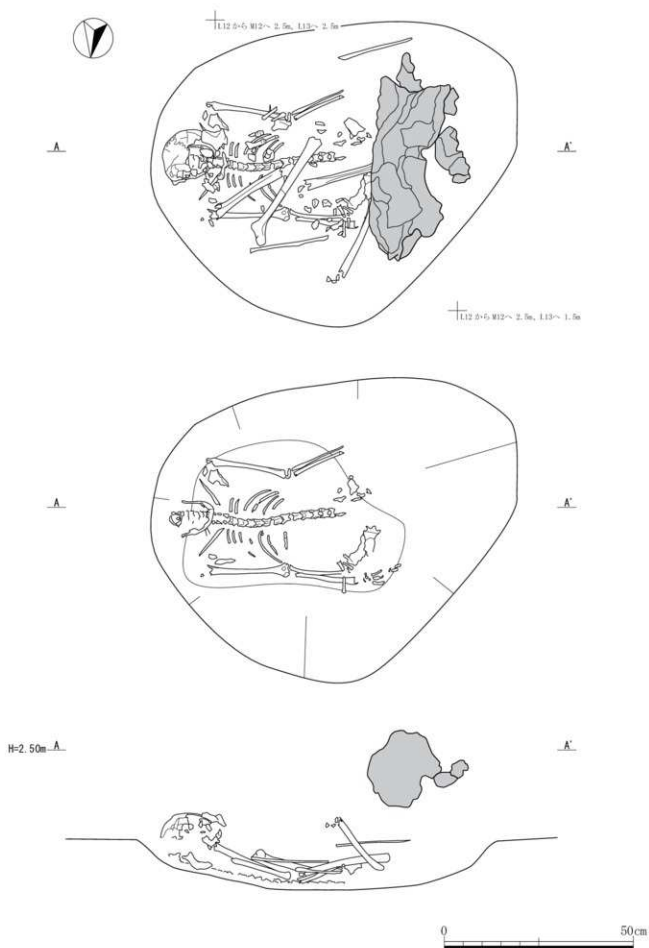 L12から M12へ 2.5m, L13へ 2.5m
A A'
L12から M12へ 2.5m, L13へ 1.5m
A A'
H=2.50m A A'
0 50cm